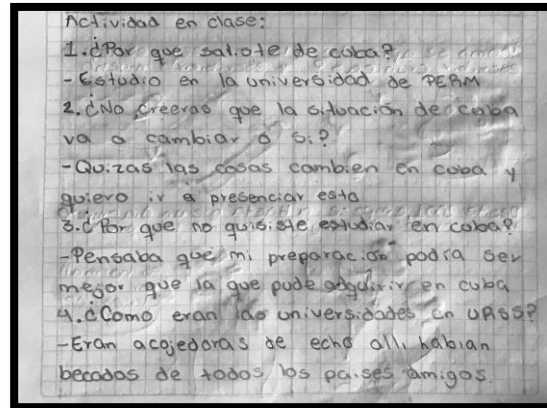 Actividad en clase:
1. ¿Por que saliote de cuba?
- Estudio en la universidad de PERM
2. ¿No creeras que la situación de cuba
va a cambiar o si?
- Quizas las cosas cambien en cuba y
quiero ir a presenciar esto
3. ¿Por que no quisiste estudiar en cuba?
- Pensaba que mi preparación podía ser
mejor que la que pude adquirir en cuba
4. ¿Como eran las universidades en URSS?
- Eran acojedoras de echo alli habian
becados de todos los paises amigos.